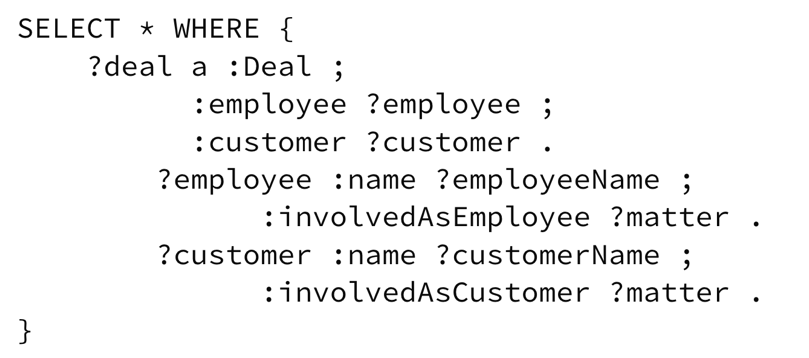 SELECT * WHERE {
?deal a :Deal ;
:employee ?employee ;
:customer ?customer .
?employee :name ?employeeName ;
:involvedAsEmployee ?matter .
?customer :name ?customerName ;
:involvedAsCustomer ?matter .
}